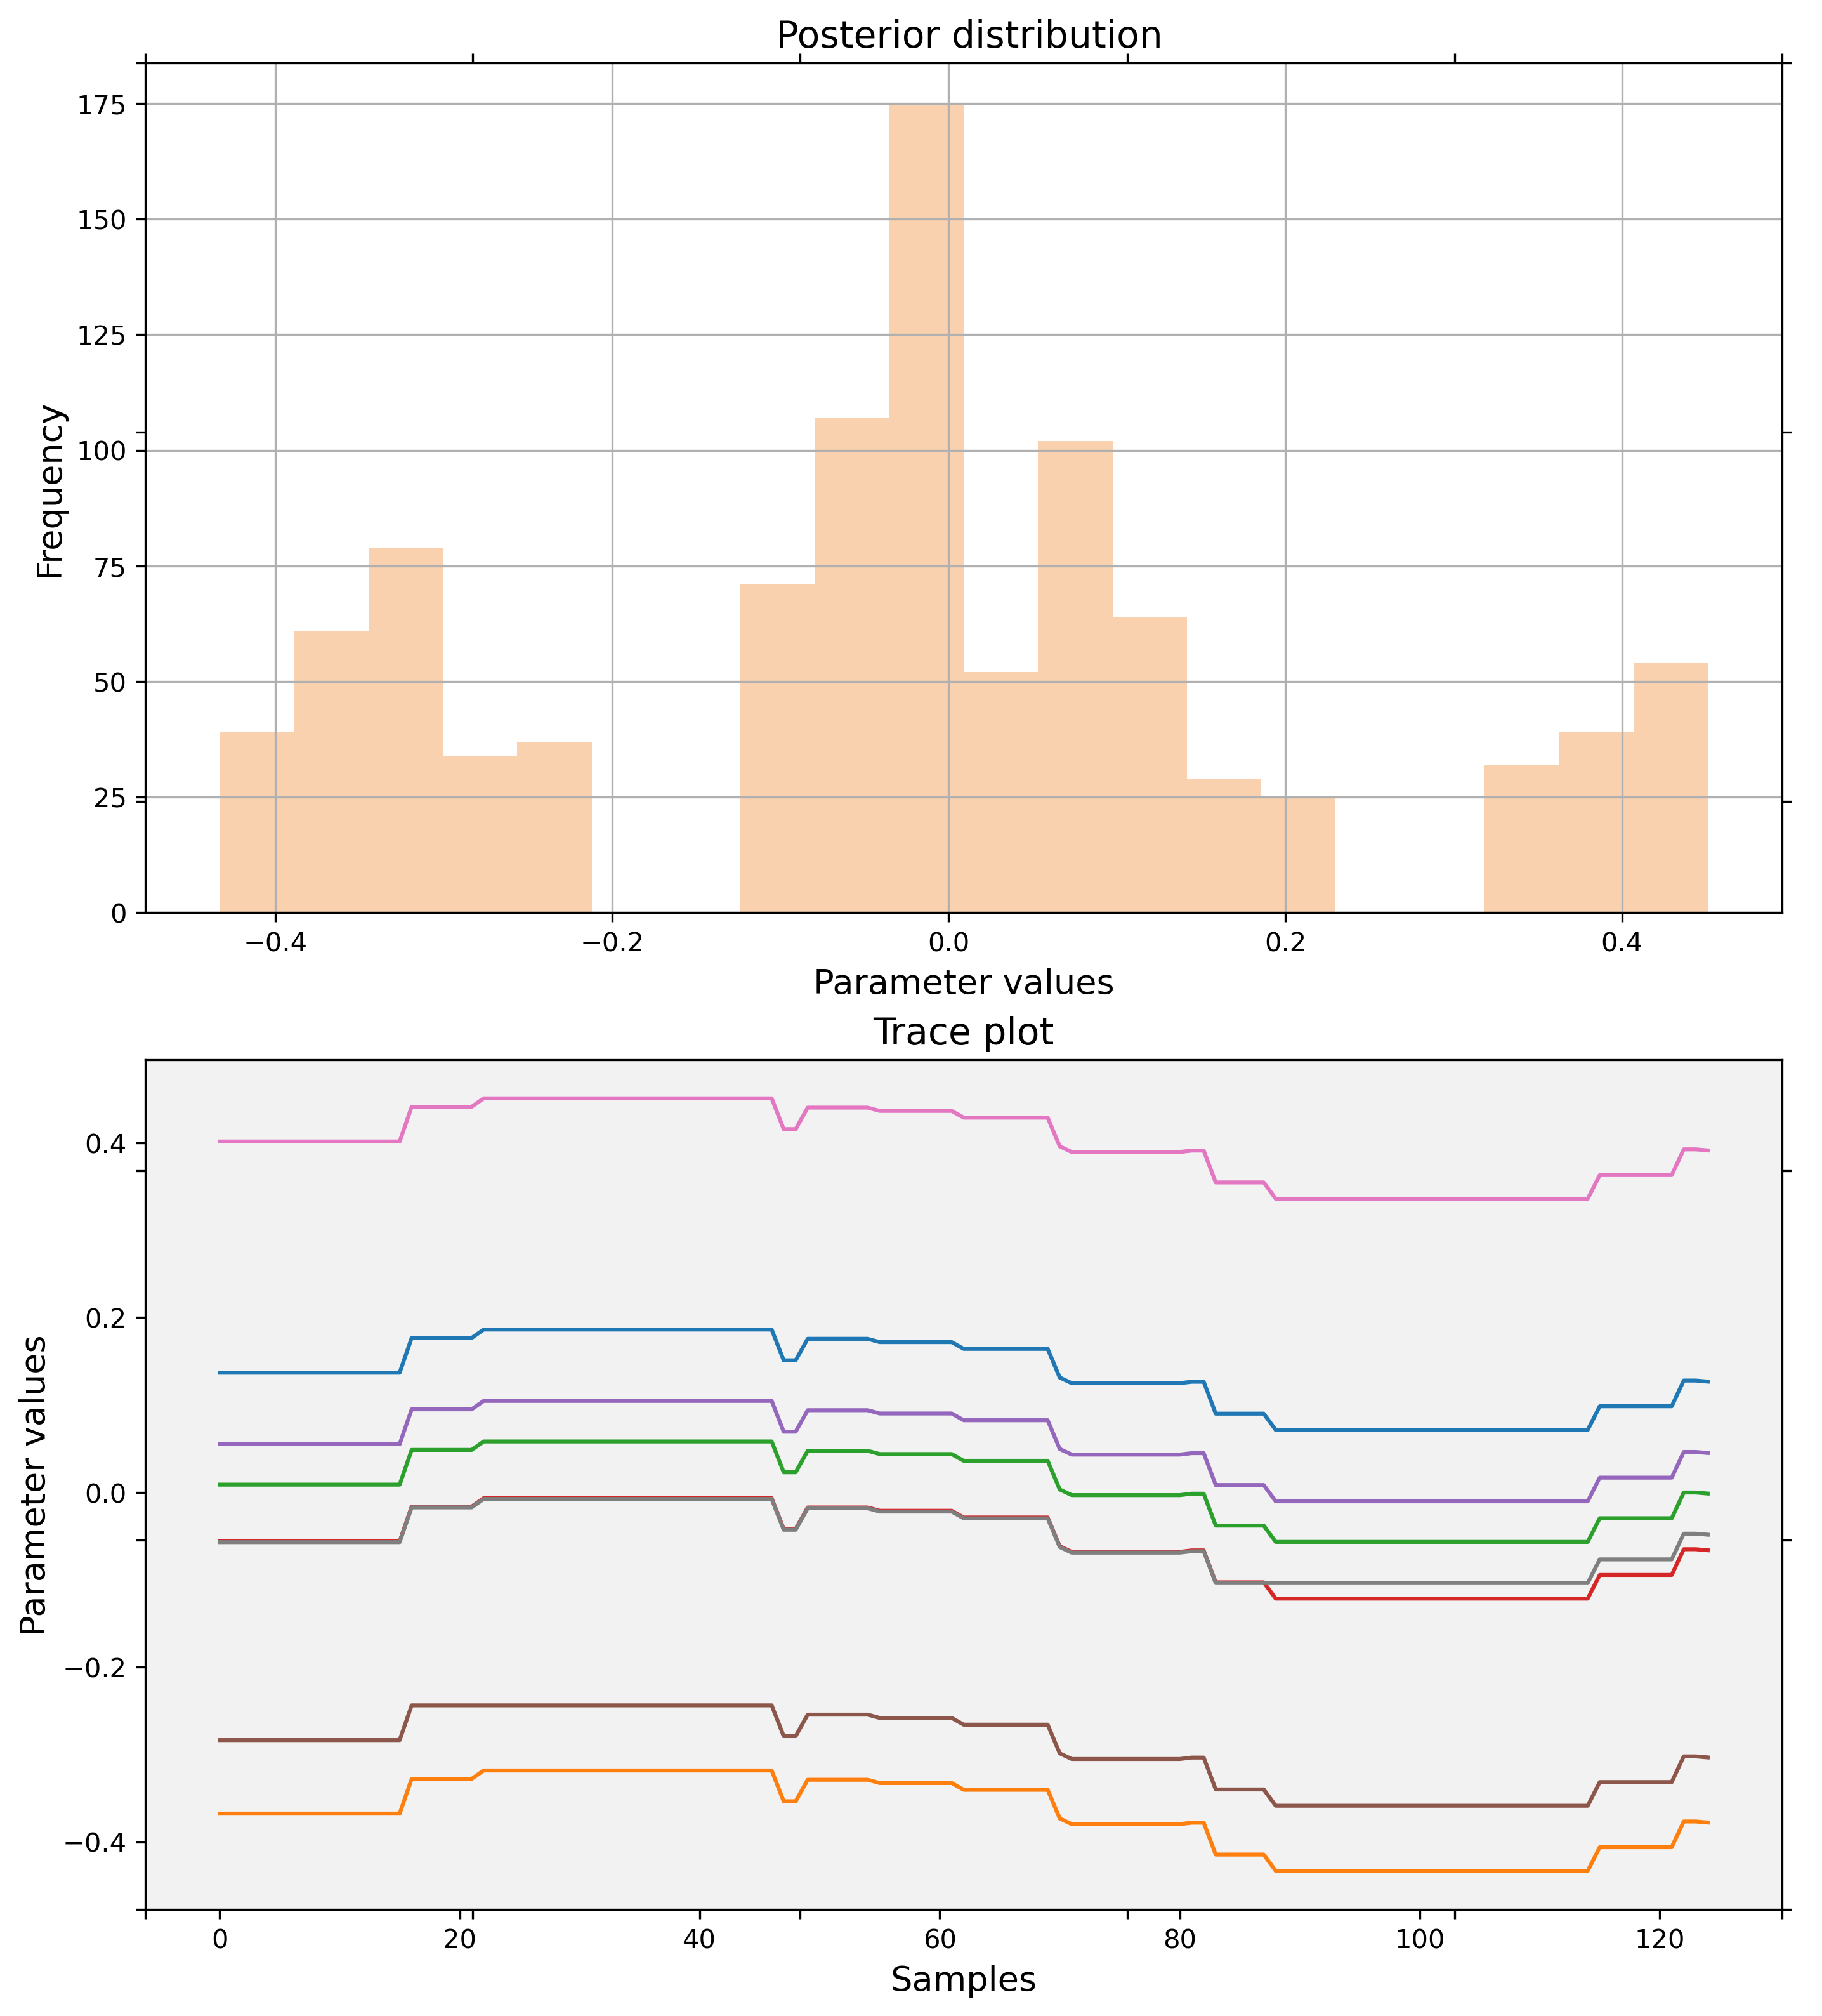 Posterior distribution
175
150
125
100
75
50
25
0
Frequency
−0.4 −0.2 0.0 0.2 0.4
Parameter values
Trace plot
0.4
0.2
0.0
−0.2
−0.4
Parameter values
0 20 40 60 80 100 120
Samples